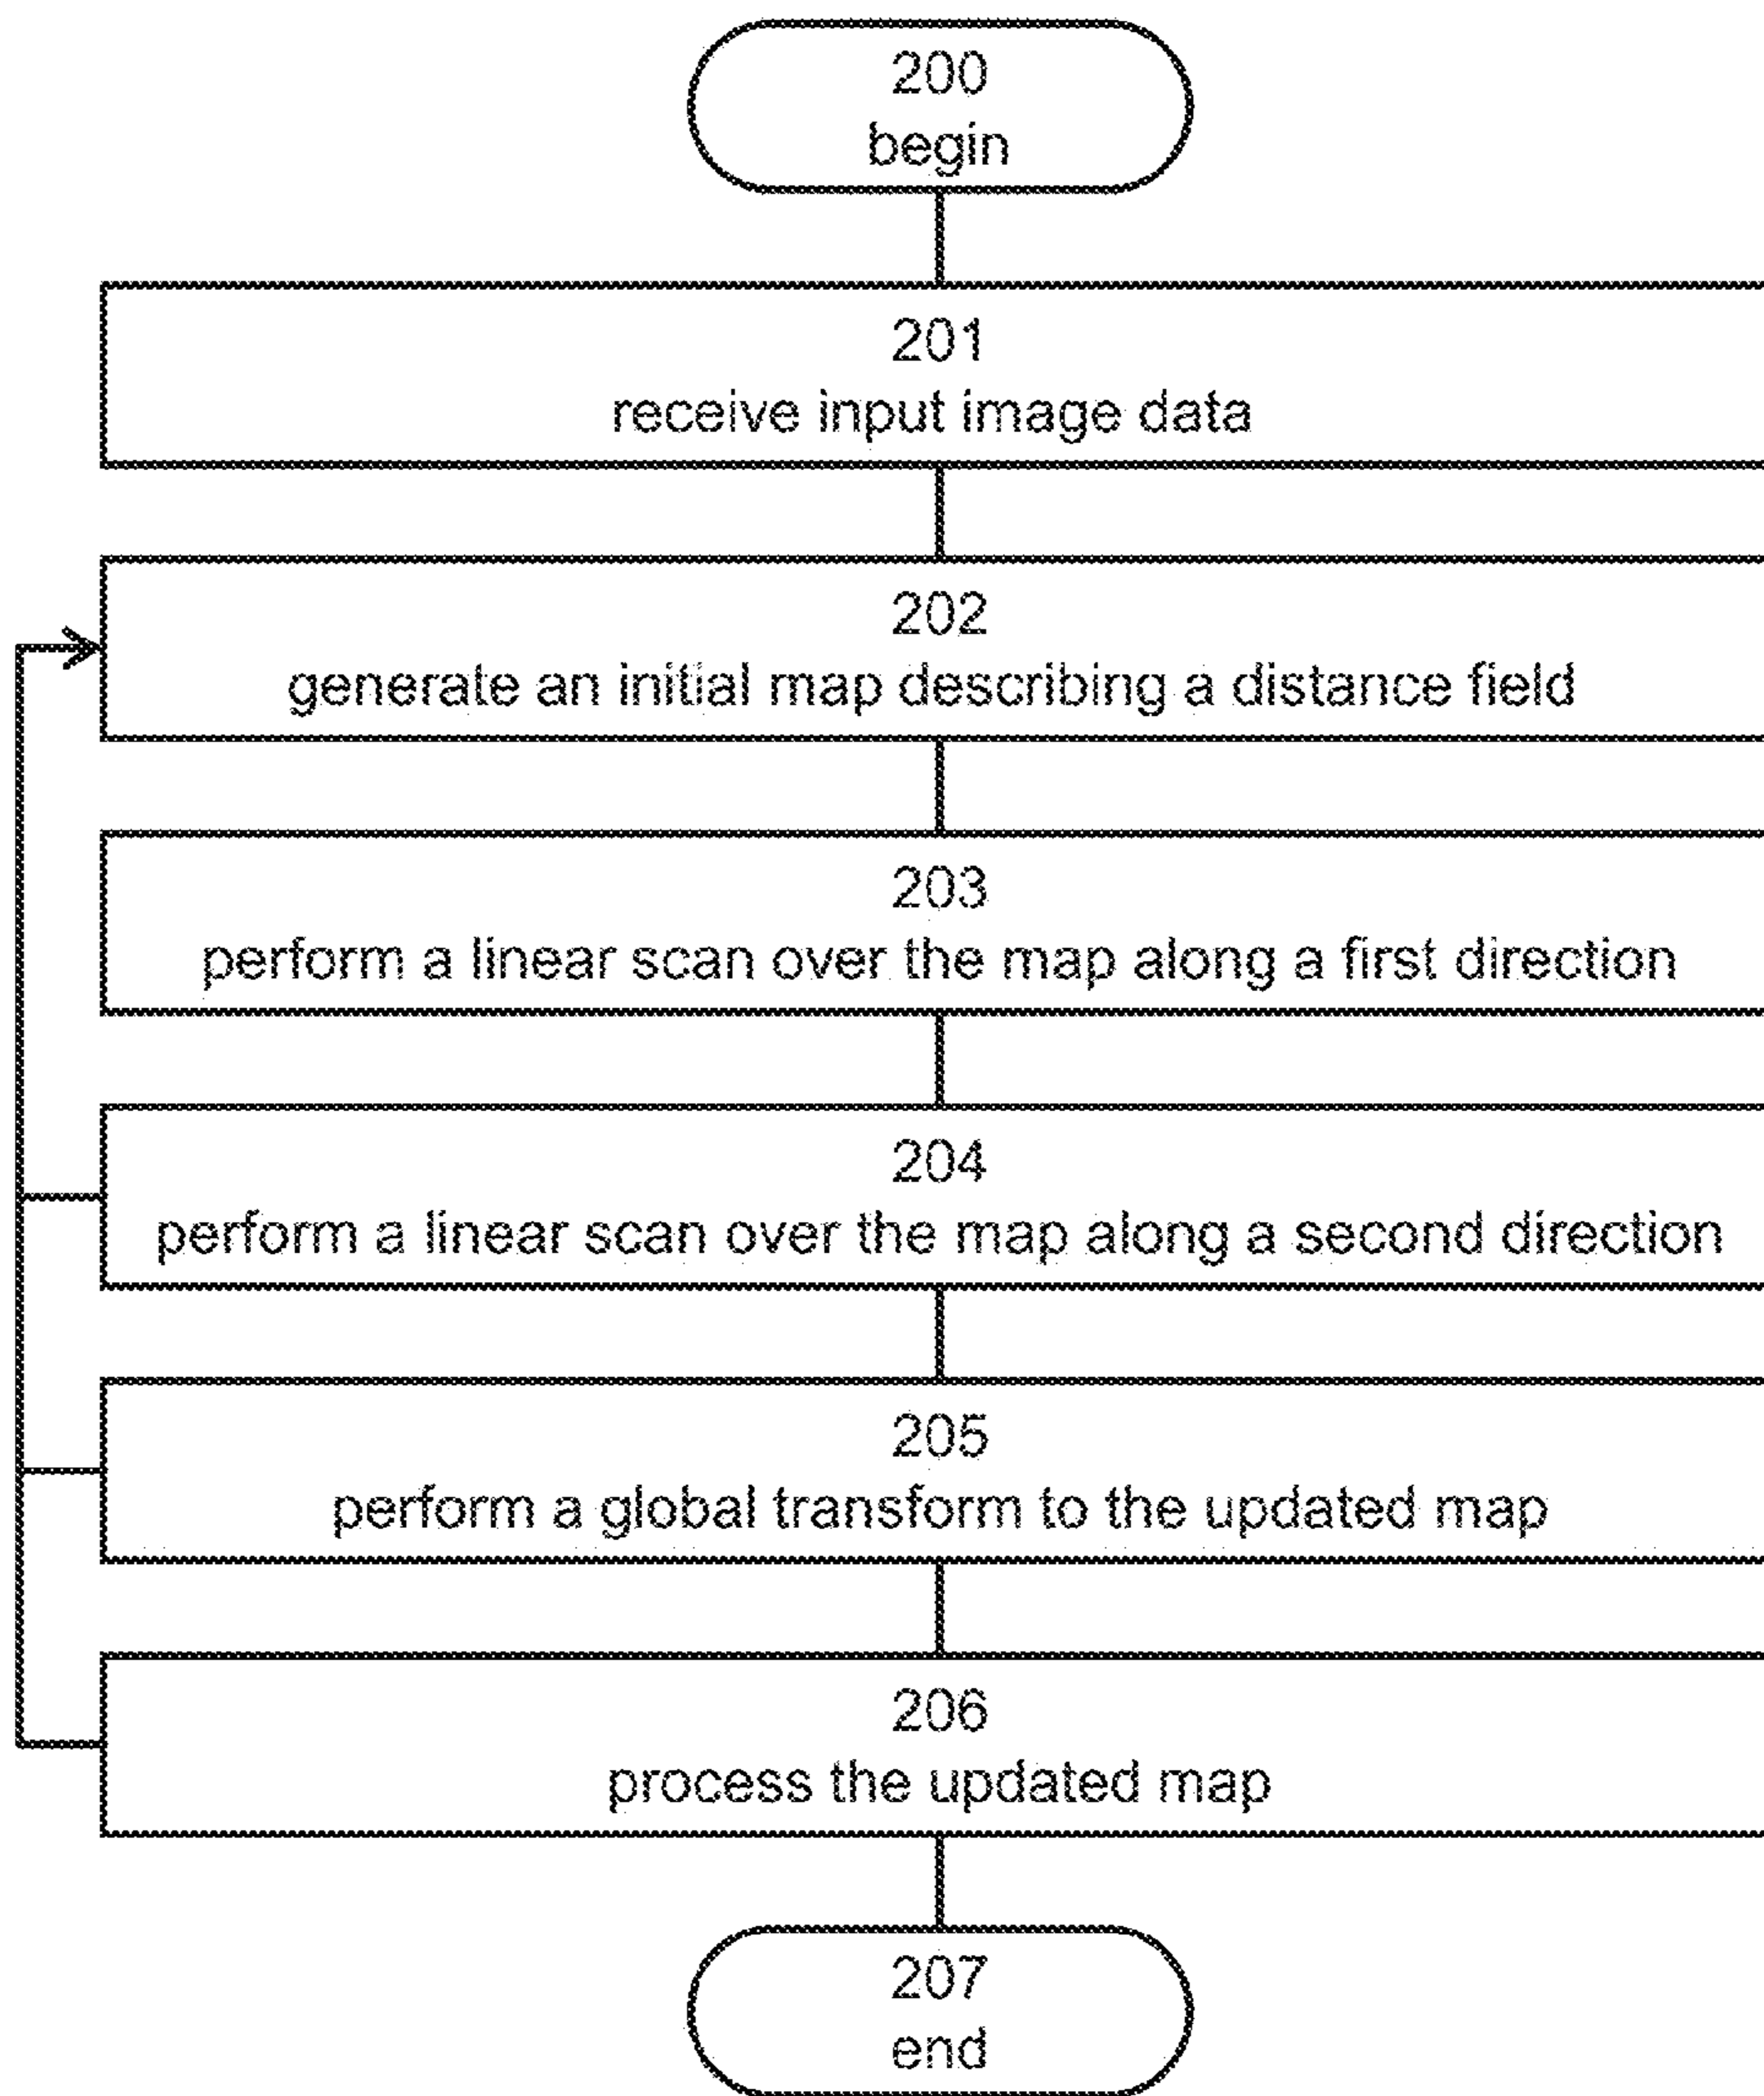 200
begin
201
receive input image data
202
generate an initial map describing a distance field
203
perform a linear scan over the map along a first direction
204
perform a linear scan over the map along a second direction
205
perform a global transform to the updated map
206
process the updated map
207
end